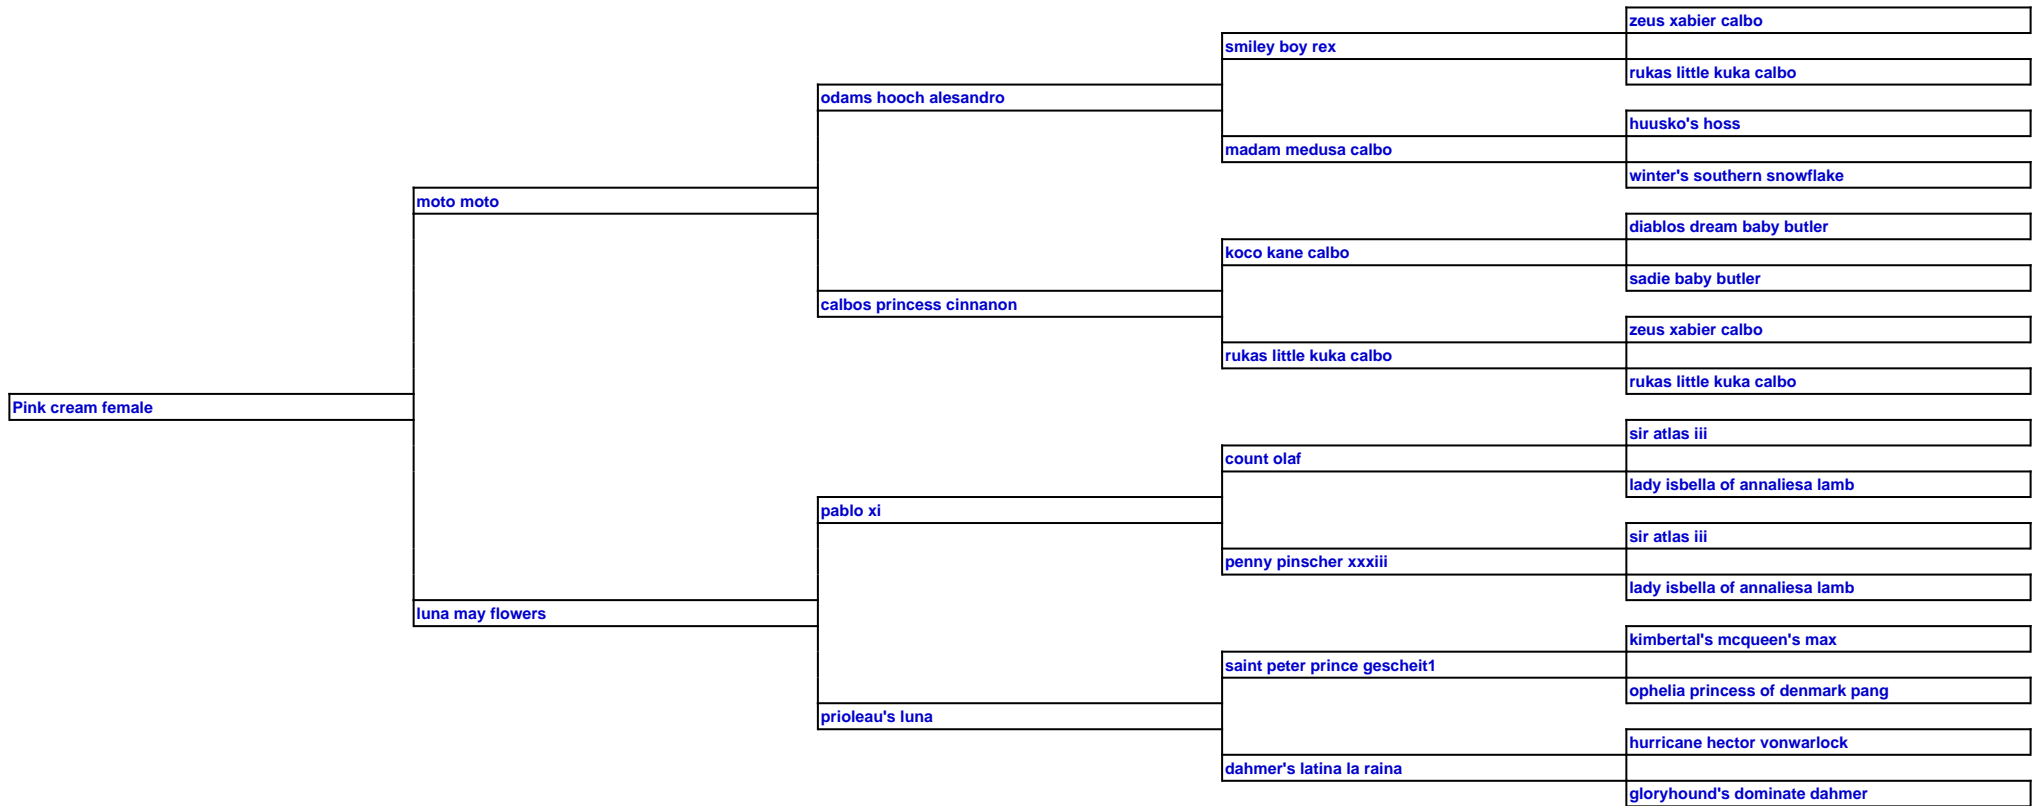 zeus xabier calbo
smiley boy rex
rukas little kuka calbo
odams hooch alesandro
huusko's hoss
madam medusa calbo
winter's southern snowflake
moto moto
diablos dream baby butler
koco kane calbo
sadie baby butler
calbos princess cinnanon
zeus xabier calbo
rukas little kuka calbo
rukas little kuka calbo
Pink cream female
sir atlas iii
count olaf
lady isbella of annaliesa lamb
pablo xi
sir atlas iii
penny pinscher xxxiii
lady isbella of annaliesa lamb
luna may flowers
kimbertal's mcqueen's max
saint peter prince gescheit1
ophelia princess of denmark pang
prioleau's luna
hurricane hector vonwarlock
dahmer's latina la raina
gloryhound's dominate dahmer